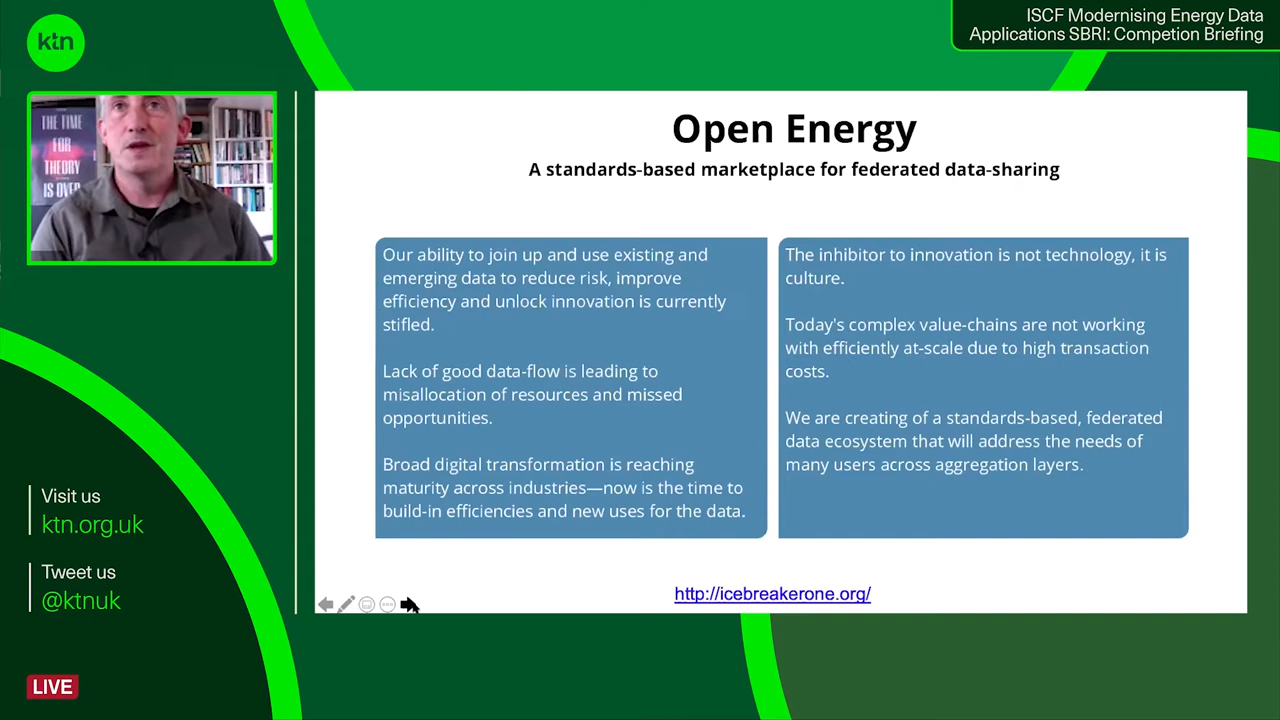 ktn
ISCF Modernising Energy Data
Applications SBRI: Competion Briefing
THE TIME
FOR
THEORY
IS OVER
Open Energy
A standards-based marketplace for federated data-sharing
Our ability to join up and use existing and
emerging data to reduce risk, improve
efficiency and unlock innovation is currently
stifled.
Lack of good data-flow is leading to
misallocation of resources and missed
opportunities.
Broad digital transformation is reaching
maturity across industries—now is the time to
build-in efficiencies and new uses for the data.
The inhibitor to innovation is not technology, it is
culture.
Today's complex value-chains are not working
with efficiently at-scale due to high transaction
costs.
We are creating of a standards-based, federated
data ecosystem that will address the needs of
many users across aggregation layers.
http://icebreakerone.org/
Visit us
ktn.org.uk
Tweet us
@ktnuk
LIVE